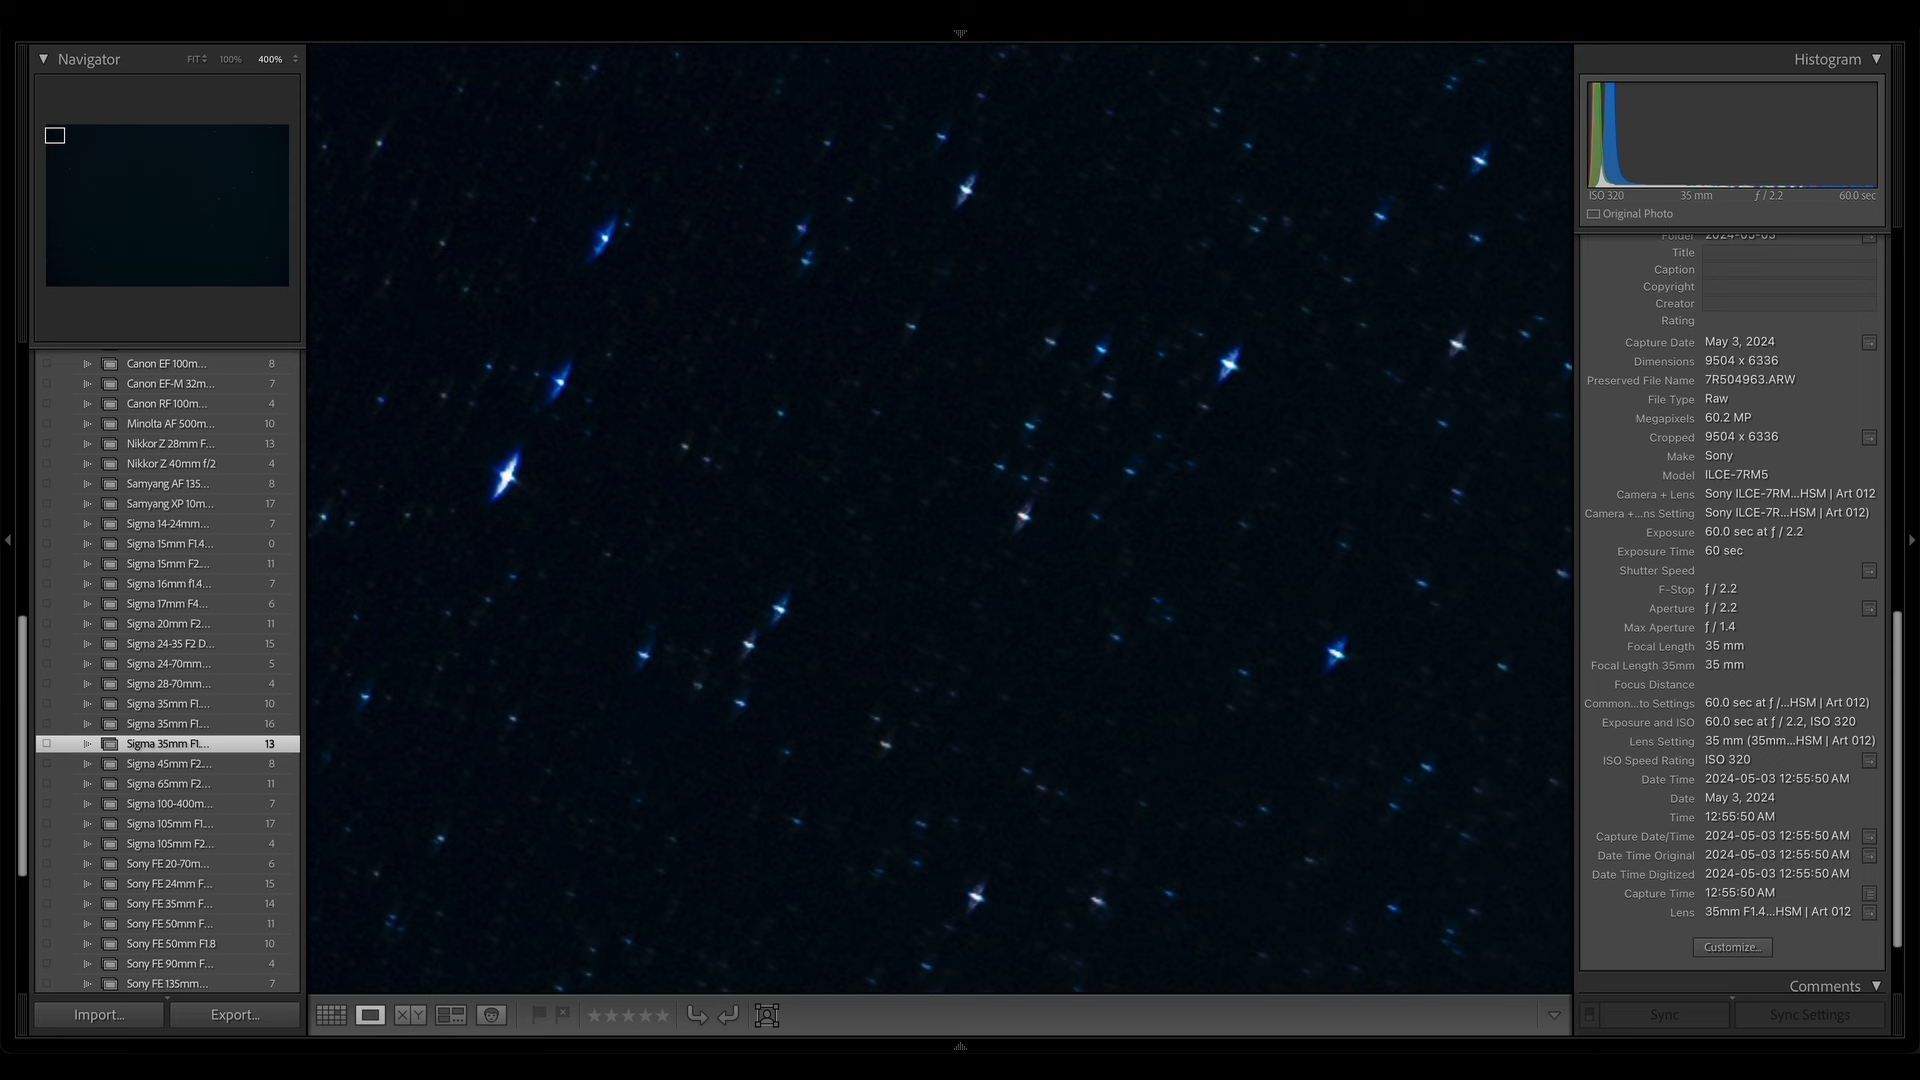 Navigator
FIT 100% 400%
Canon EF 100m... 8
Canon EF-M 32m... 7
Canon RF 100m... 4
Minolta AF 500m... 10
Nikkor Z 28mm F... 13
Nikkor Z 40mm f/2 4
Samyang AF 135... 8
Samyang XP 10m... 17
Sigma 14-24mm... 7
Sigma 15mm F1.4... 0
Sigma 15mm F2.... 11
Sigma 16mm f1.4... 7
Sigma 17mm F4... 6
Sigma 20mm F2... 11
Sigma 24-35 F2 D... 15
Sigma 24-70mm... 5
Sigma 28-70mm... 4
Sigma 35mm F1.... 10
Sigma 35mm F1.... 16
Sigma 35mm F1.... 13
Sigma 45mm F2.... 8
Sigma 65mm F2... 11
Sigma 100-400m... 7
Sigma 105mm F1.... 17
Sigma 105mm F2... 4
Sony FE 20-70m... 6
Sony FE 24mm F... 15
Sony FE 35mm F... 14
Sony FE 50mm F... 11
Sony FE 50mm F1.8 10
Sony FE 90mm F... 4
Sony FE 135mm... 7
Import... Export...
X Y
Histogram
ISO 320 35 mm ƒ / 2.2 60.0 sec
Original Photo
Folder 2024-05-03
Title
Caption
Copyright
Creator
Rating
Capture Date May 3, 2024
Dimensions 9504 x 6336
Preserved File Name 7R504963.ARW
File Type Raw
Megapixels 60.2 MP
Cropped 9504 x 6336
Make Sony
Model ILCE-7RM5
Camera + Lens Sony ILCE-7RM...HSM | Art 012
Camera +...ns Setting Sony ILCE-7R...HSM | Art 012)
Exposure 60.0 sec at ƒ / 2.2
Exposure Time 60 sec
Shutter Speed
F-Stop ƒ / 2.2
Aperture ƒ / 2.2
Max Aperture ƒ / 1.4
Focal Length 35 mm
Focal Length 35mm 35 mm
Focus Distance
Common...to Settings 60.0 sec at ƒ /...HSM | Art 012)
Exposure and ISO 60.0 sec at ƒ / 2.2, ISO 320
Lens Setting 35 mm (35mm...HSM | Art 012)
ISO Speed Rating ISO 320
Date Time 2024-05-03 12:55:50 AM
Date May 3, 2024
Time 12:55:50 AM
Capture Date/Time 2024-05-03 12:55:50 AM
Date Time Original 2024-05-03 12:55:50 AM
Date Time Digitized 2024-05-03 12:55:50 AM
Capture Time 12:55:50 AM
Lens 35mm F1.4...HSM | Art 012
Customize...
Comments
Sync Sync Settings